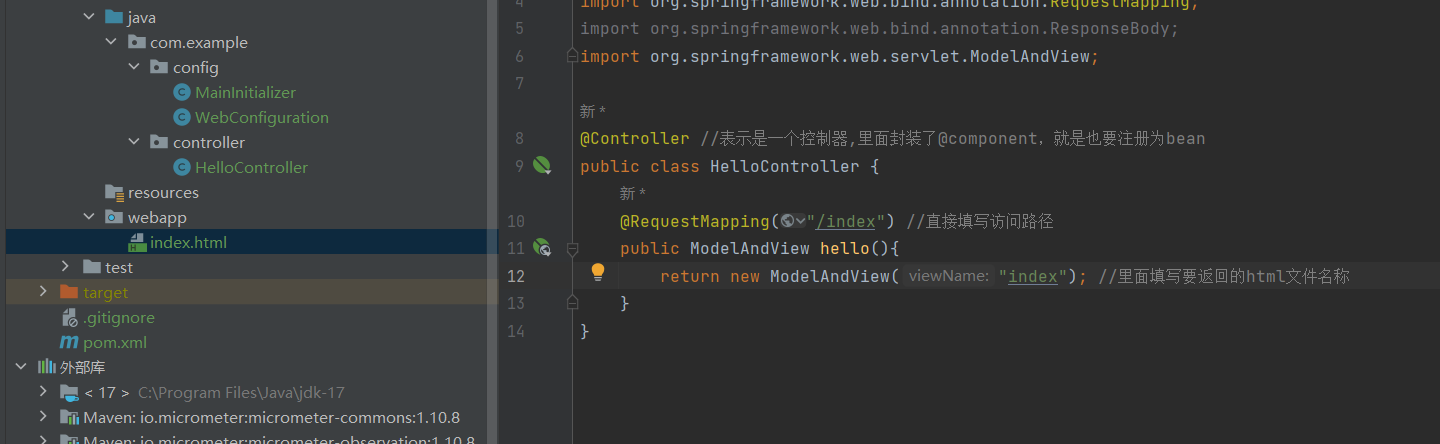 java
com.example
config
MainInitializer
WebConfiguration
controller
HelloController
resources
webapp
index.html
test
target
.gitignore
pom.xml
外部库
< 17 > C:\Program Files\Java\jdk-17
Maven: io.micrometer:micrometer-commons:1.10.8
Maven: io.micrometer:micrometer-observation:1.10.8
4 import org.springframework.web.bind.annotation.RequestMapping;
5 import org.springframework.web.bind.annotation.ResponseBody;
6 import org.springframework.web.servlet.ModelAndView;
7
新 *
8 @Controller //表示是一个控制器,里面封装了@component，就是也要注册为bean
9 public class HelloController {
新 *
10 @RequestMapping("/index") //直接填写访问路径
11 public ModelAndView hello(){
12 return new ModelAndView( viewName: "index"); //里面填写要返回的html文件名称
13 }
14 }